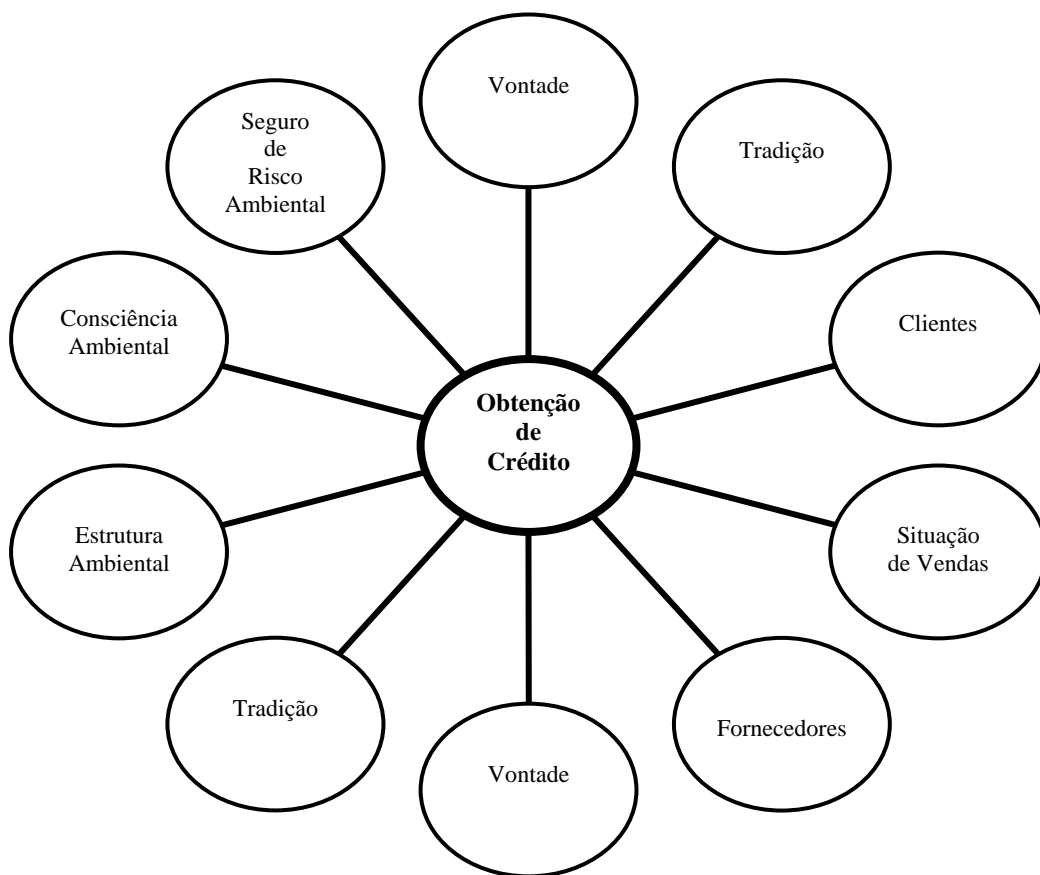 Vontade
Tradição
Clientes
Situação
de Vendas
Fornecedores
Vontade
Tradição
Estrutura
Ambiental
Consciência
Ambiental
Seguro
de
Risco
Ambiental
Obtenção
de
Crédito